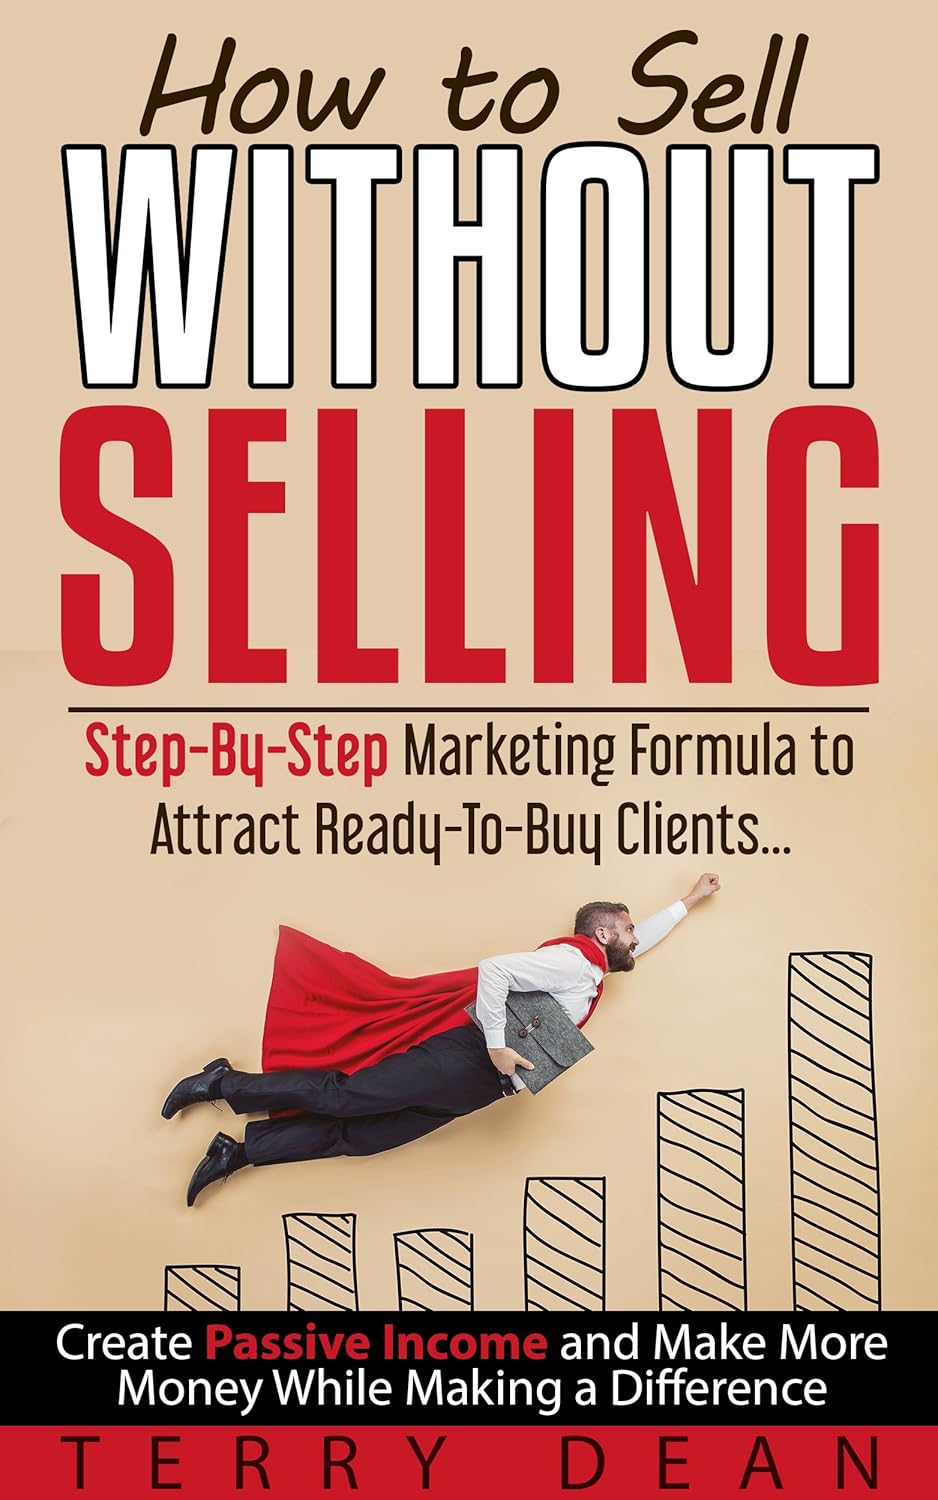 How to Sell
WITHOUT
SELLING
Step-By-Step Marketing Formula to
Attract Ready-To-Buy Clients...
Create Passive Income and Make More
Money While Making a Difference
TERRY DEAN